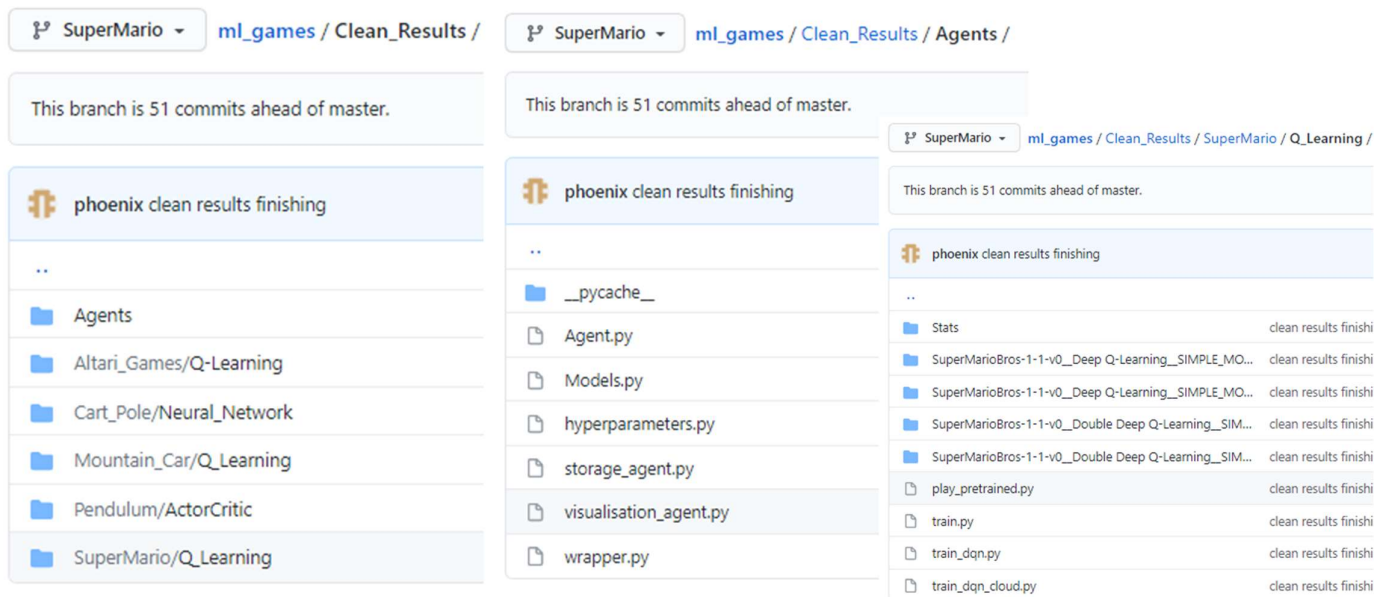 SuperMario
ml_games / Clean_Results /
This branch is 51 commits ahead of master.
phoenix clean results finishing
..
Agents
Altari_Games/Q-Learning
Cart_Pole/Neural_Network
Mountain_Car/Q_Learning
Pendulum/ActorCritic
SuperMario/Q_Learning
SuperMario
ml_games / Clean_Results / Agents /
This branch is 51 commits ahead of master.
phoenix clean results finishing
..
__pycache__
Agent.py
Models.py
hyperparameters.py
storage_agent.py
visualisation_agent.py
wrapper.py
SuperMario
ml_games / Clean_Results / SuperMario / Q_Learning /
This branch is 51 commits ahead of master.
phoenix clean results finishing
..
Stats clean results finishi
SuperMarioBros-1-1-v0__Deep Q-Learning__SIMPLE_MO... clean results finishi
SuperMarioBros-1-1-v0__Deep Q-Learning__SIMPLE_MO... clean results finishi
SuperMarioBros-1-1-v0__Double Deep Q-Learning__SIM... clean results finishi
SuperMarioBros-1-1-v0__Double Deep Q-Learning__SIM... clean results finishi
play_pretrained.py clean results finishi
train.py clean results finishi
train_dqn.py clean results finishi
train_dqn_cloud.py clean results finishi